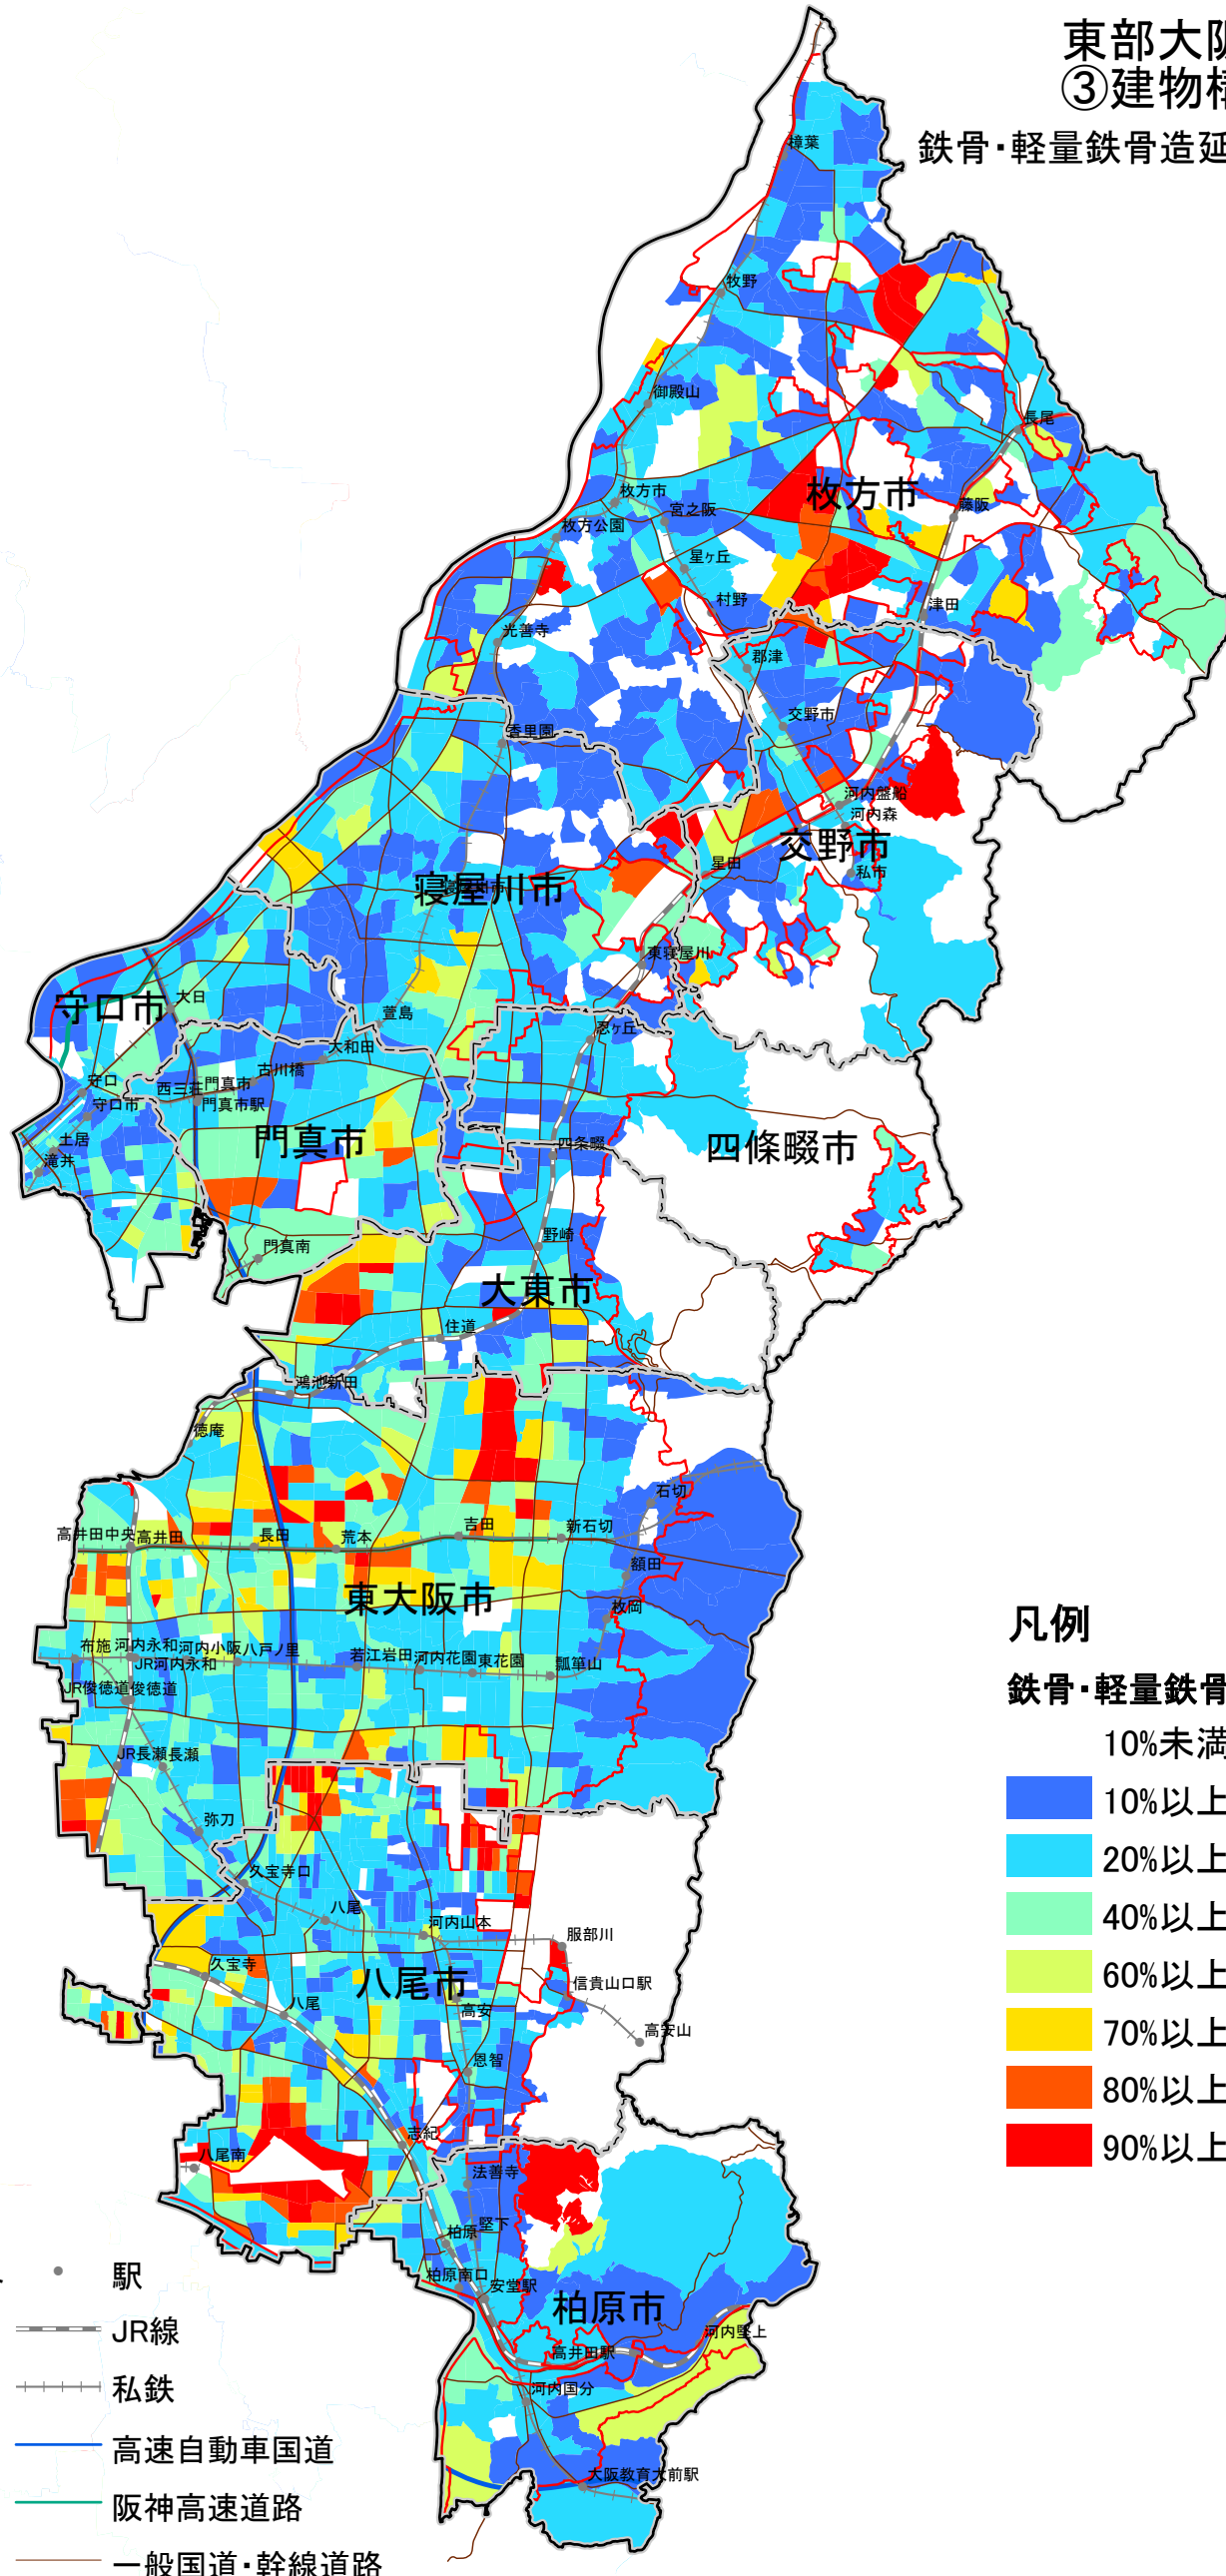 東部大阪
③建物構
鉄骨・軽量鉄骨造延
樟葉
牧野
御殿山
長尾
枚方市
枚方市
藤阪
宮之阪
枚方公園
星ヶ丘
村野
津田
光善寺
郡津
交野市
香里園
河内磐船
河内森
交野市
星田
私市
寝屋川市
寝屋川市
東寝屋川
大日
守口市
萱島
忍ヶ丘
大和田
古川橋
守口
西三荘
門真市
守口市
門真市駅
土居
門真市
四条畷
四條畷市
滝井
野崎
門真南
大東市
住道
鴻池新田
徳庵
石切
高井田中央
高井田
長田
荒本
吉田
新石切
額田
東大阪市
枚岡
布施
河内永和
河内小阪
八戸ノ里
JR河内永和
若江岩田
河内花園
東花園
瓢箪山
JR俊徳道
俊徳道
JR長瀬
長瀬
弥刀
久宝寺口
八尾
河内山本
服部川
久宝寺
八尾市
信貴山口駅
八尾
高安
高安山
恩智
志紀
八尾南
法善寺
柏原
堅下
柏原南口
安堂駅
柏原市
河内堅上
高井田駅
河内国分
大阪教育大前駅
凡例
鉄骨・軽量鉄骨
10%未満
10%以上
20%以上
40%以上
60%以上
70%以上
80%以上
90%以上
駅
JR線
私鉄
高速自動車国道
阪神高速道路
一般国道・幹線道路